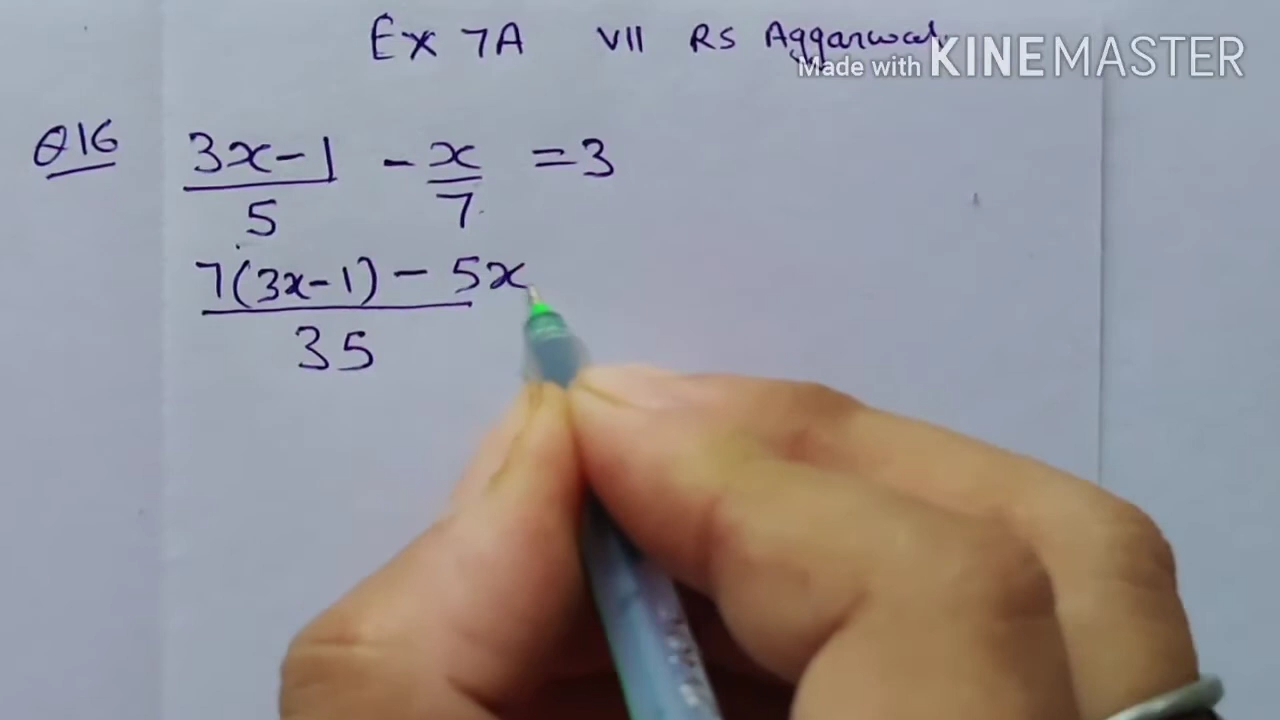 Ex 7A VII RS Aggarwal
Made with KINEMASTER
Q16 3x-1 - x = 3
5 7
7(3x-1) - 5x
35